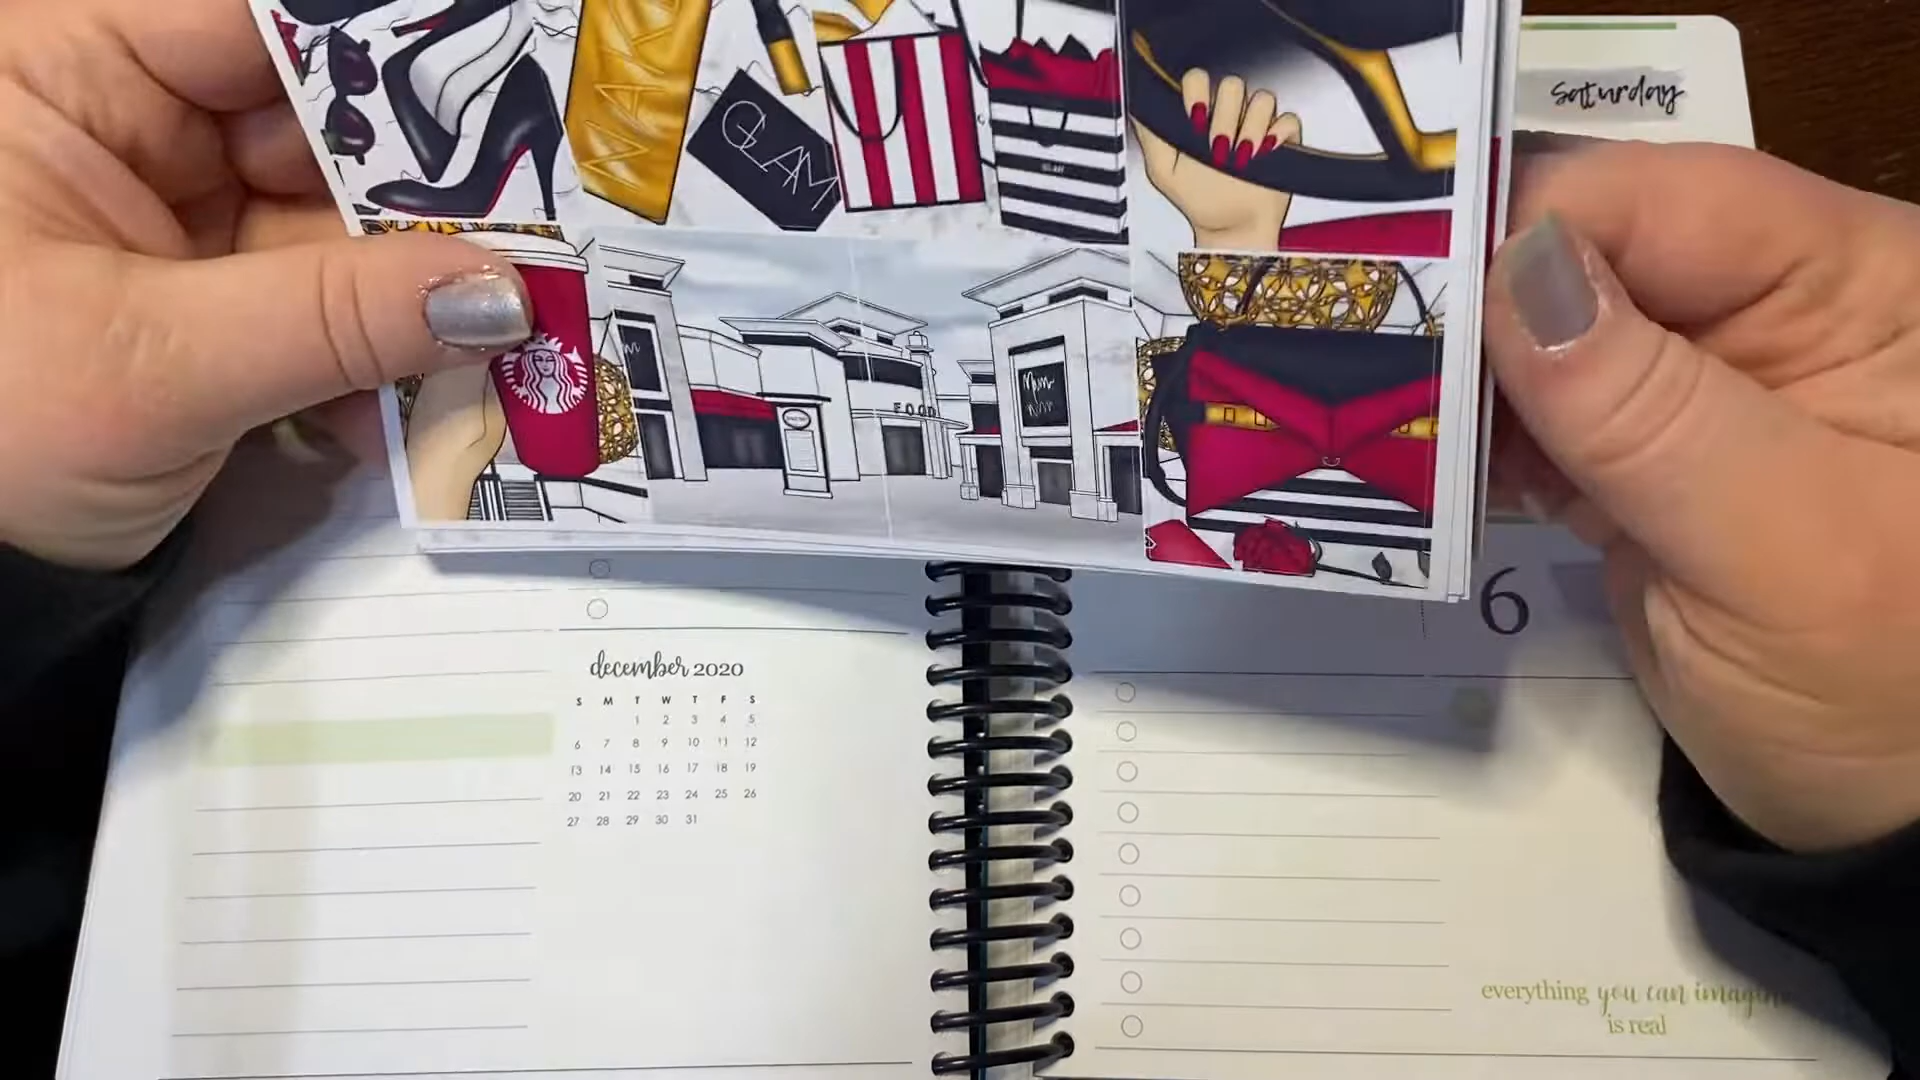 GLAM
Saturday
FOOD
6
december 2020
S M T W T F S
1 2 3 4 5
6 7 8 9 10 11 12
13 14 15 16 17 18 19
20 21 22 23 24 25 26
27 28 29 30 31
everything you can imagine
is real